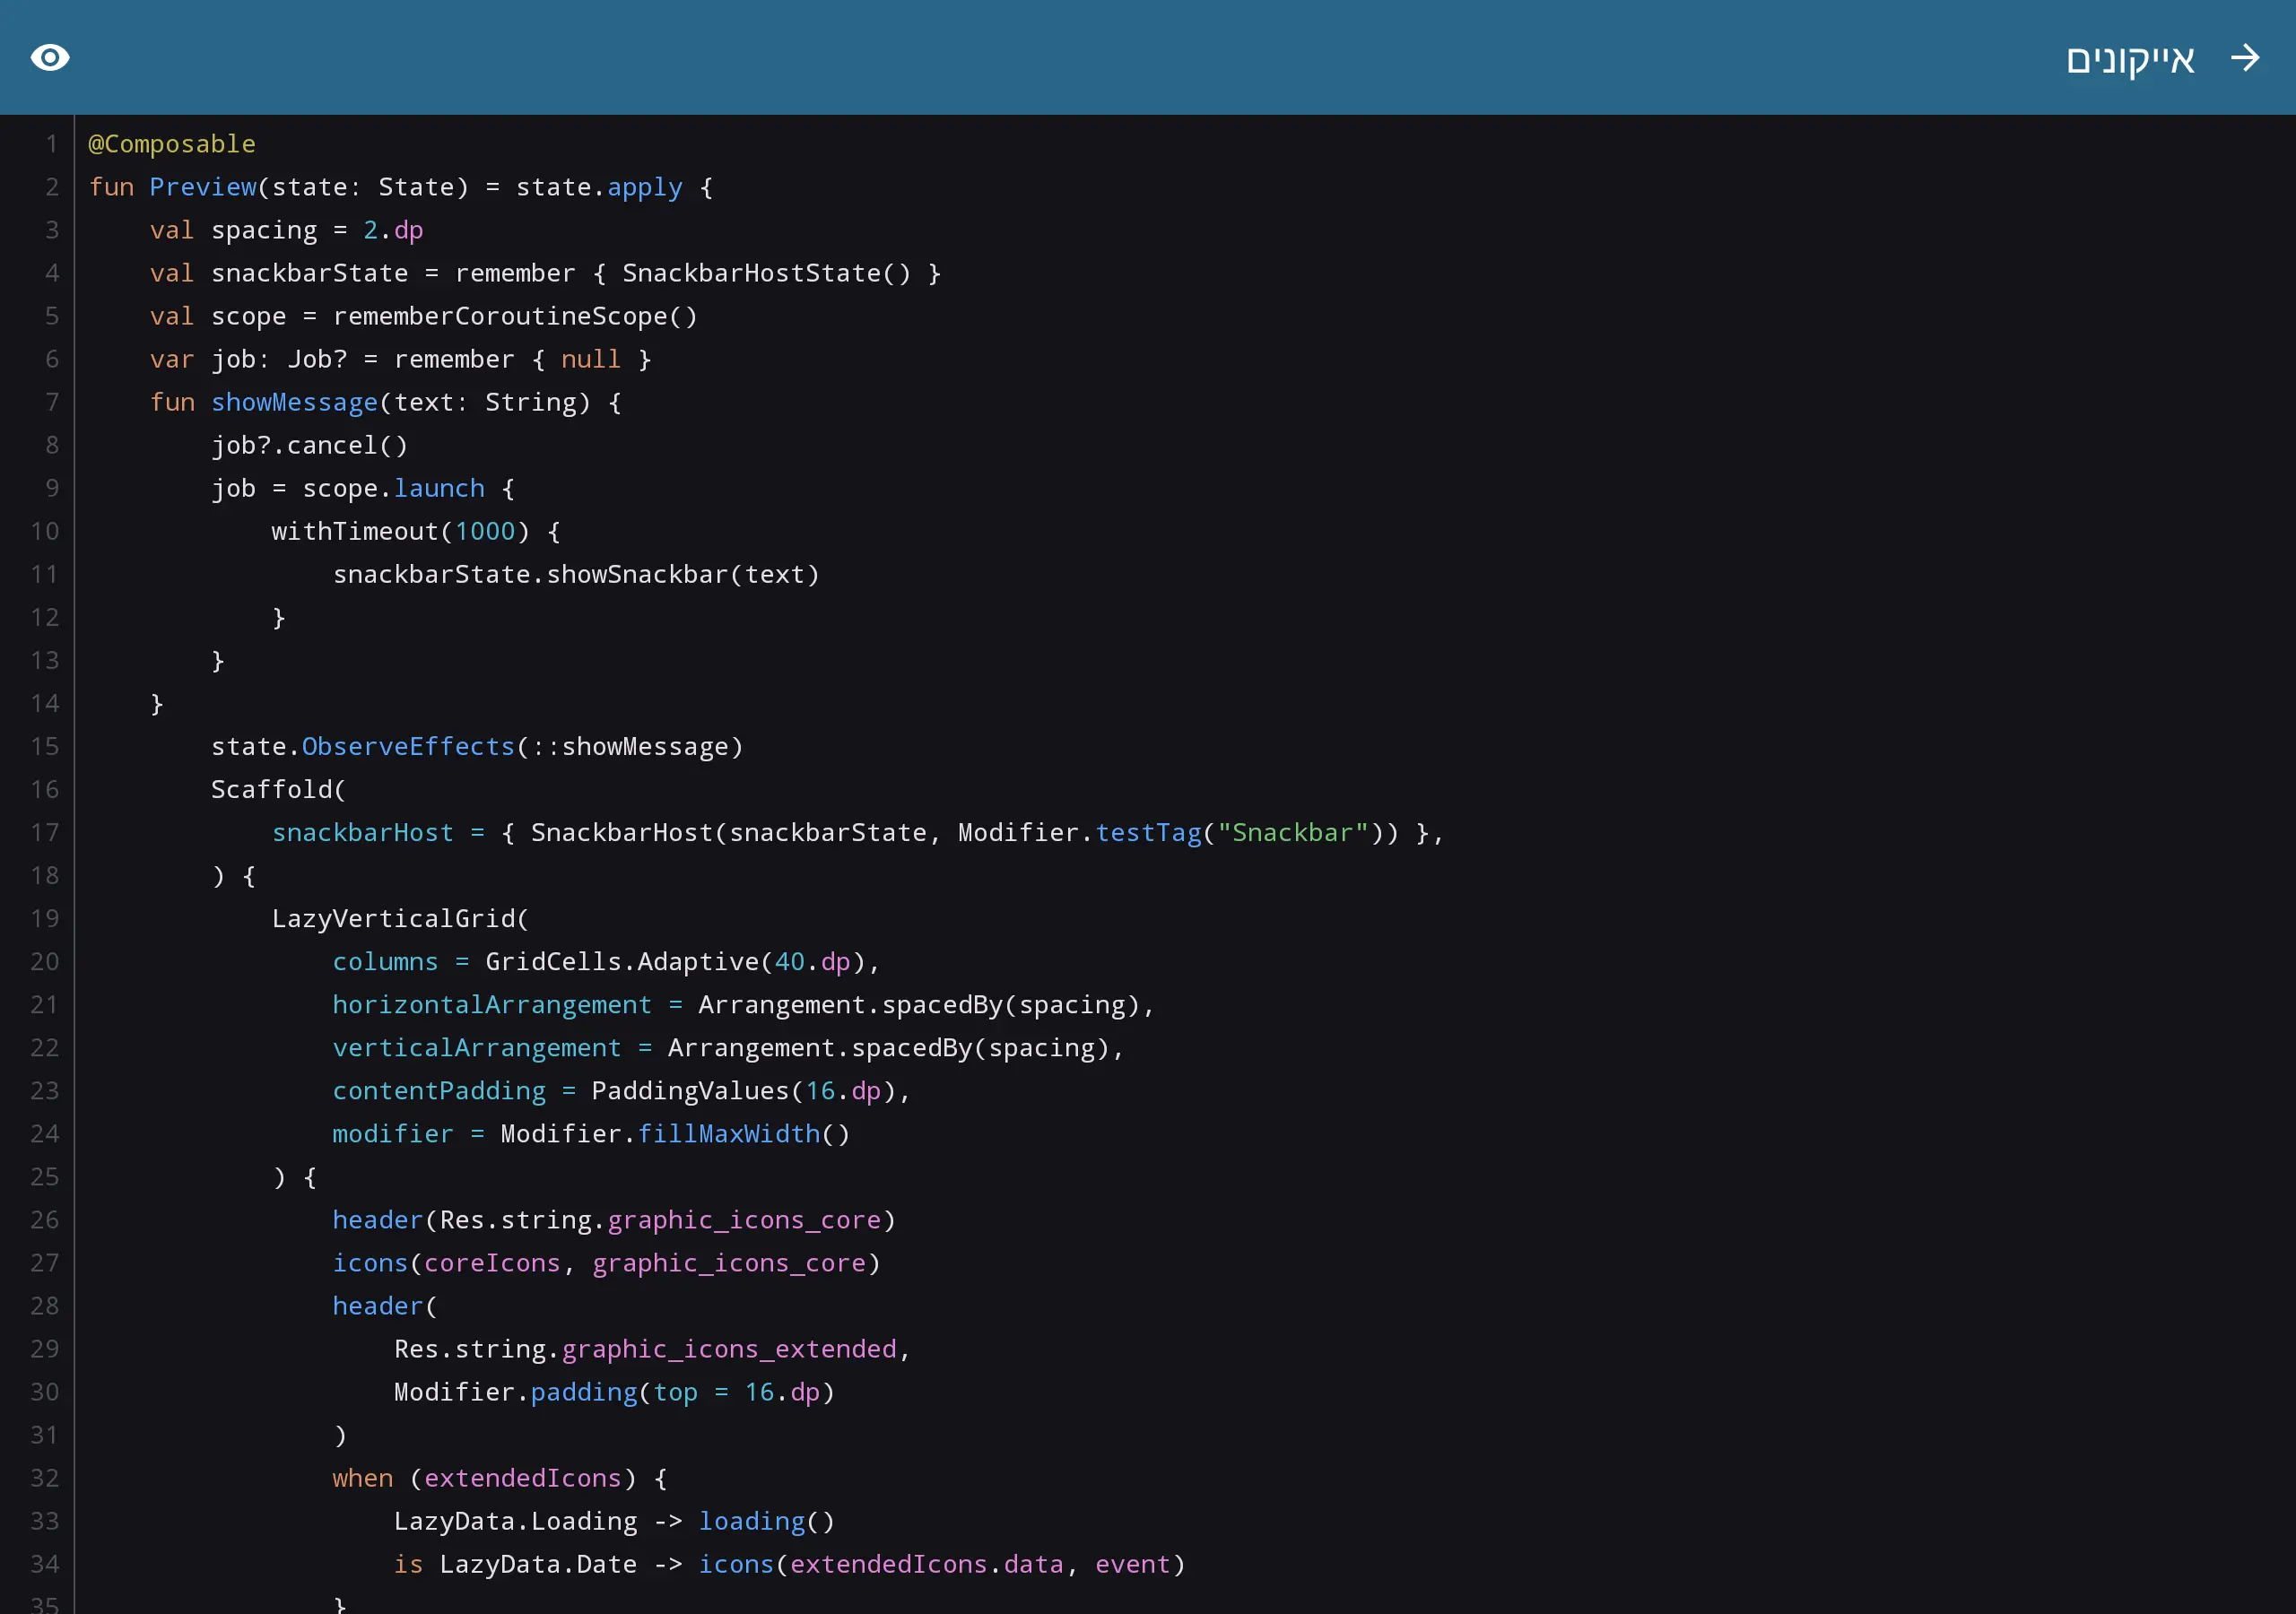 אייקונים
1 @Composable
2 fun Preview(state: State) = state.apply {
3     val spacing = 2.dp
4     val snackbarState = remember { SnackbarHostState() }
5     val scope = rememberCoroutineScope()
6     var job: Job? = remember { null }
7     fun showMessage(text: String) {
8         job?.cancel()
9         job = scope.launch {
10             withTimeout(1000) {
11                 snackbarState.showSnackbar(text)
12             }
13         }
14     }
15         state.ObserveEffects(::showMessage)
16         Scaffold(
17             snackbarHost = { SnackbarHost(snackbarState, Modifier.testTag("Snackbar")) },
18         ) {
19             LazyVerticalGrid(
20                 columns = GridCells.Adaptive(40.dp),
21                 horizontalArrangement = Arrangement.spacedBy(spacing),
22                 verticalArrangement = Arrangement.spacedBy(spacing),
23                 contentPadding = PaddingValues(16.dp),
24                 modifier = Modifier.fillMaxWidth()
25             ) {
26                 header(Res.string.graphic_icons_core)
27                 icons(coreIcons, graphic_icons_core)
28                 header(
29                     Res.string.graphic_icons_extended,
30                     Modifier.padding(top = 16.dp)
31                 )
32                 when (extendedIcons) {
33                     LazyData.Loading -> loading()
34                     is LazyData.Date -> icons(extendedIcons.data, event)
35                 }